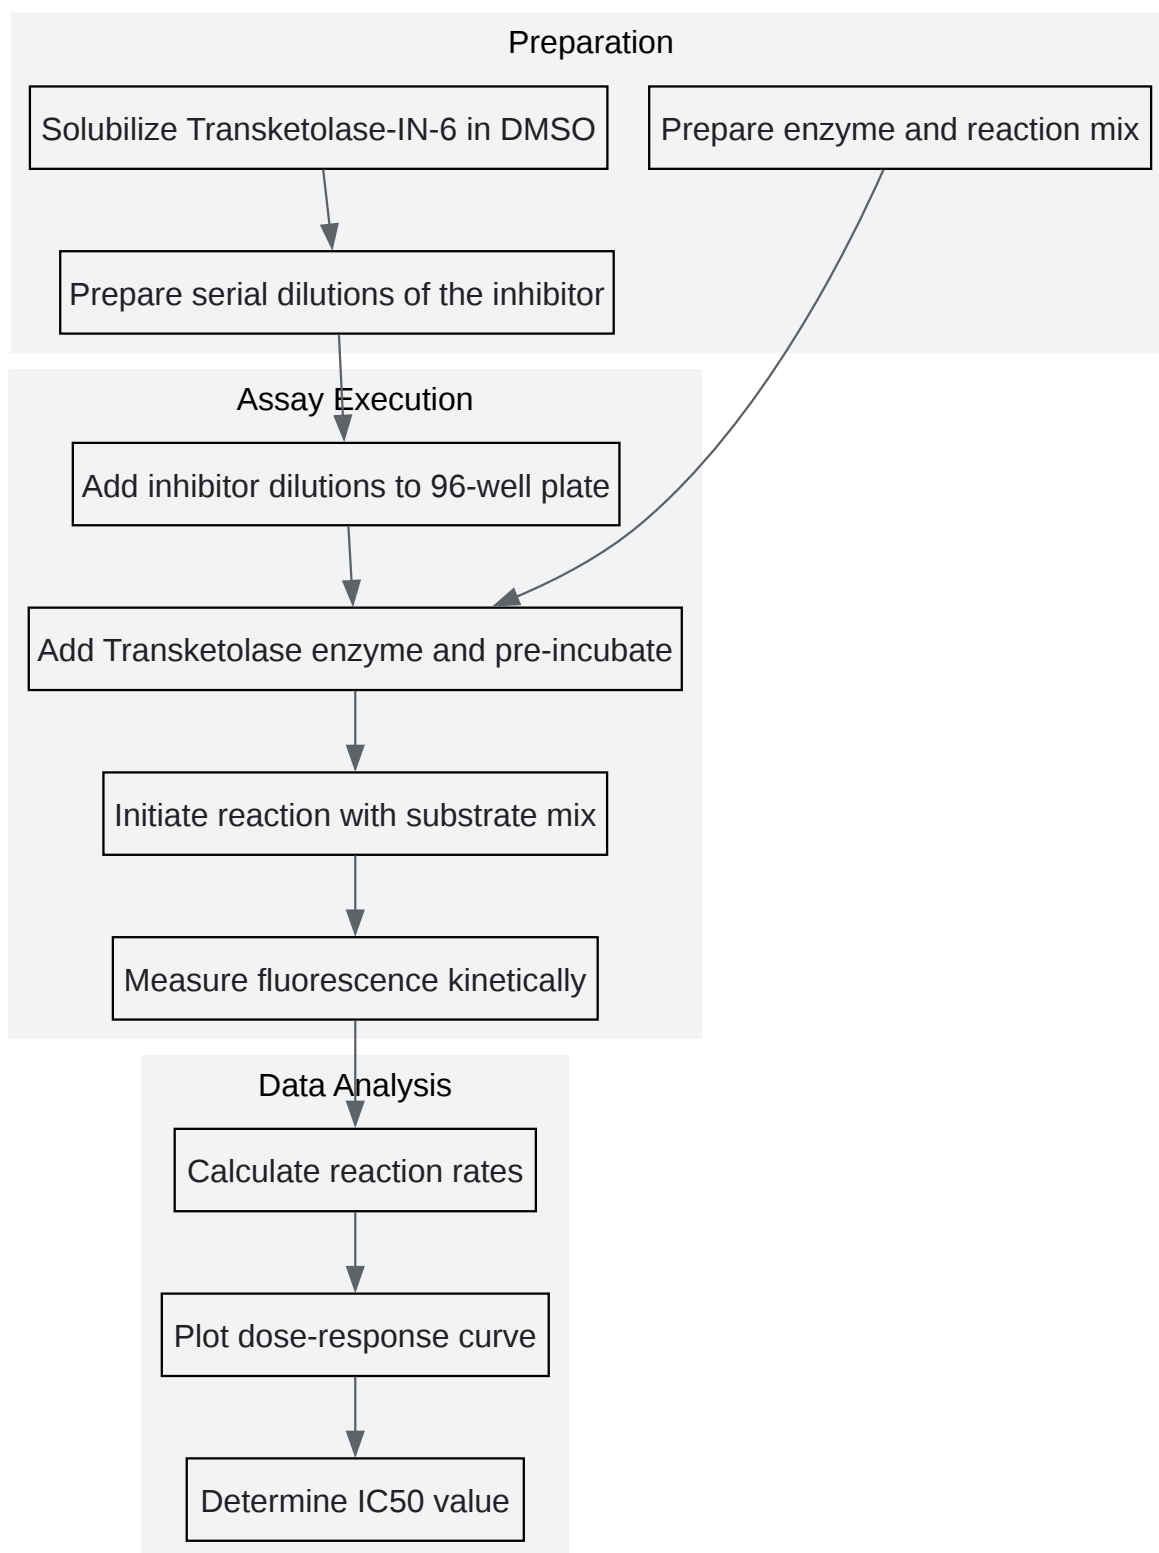 Preparation
Solubilize Transketolase-IN-6 in DMSO
Prepare enzyme and reaction mix
Prepare serial dilutions of the inhibitor
Assay Execution
Add inhibitor dilutions to 96-well plate
Add Transketolase enzyme and pre-incubate
Initiate reaction with substrate mix
Measure fluorescence kinetically
Data Analysis
Calculate reaction rates
Plot dose-response curve
Determine IC50 value